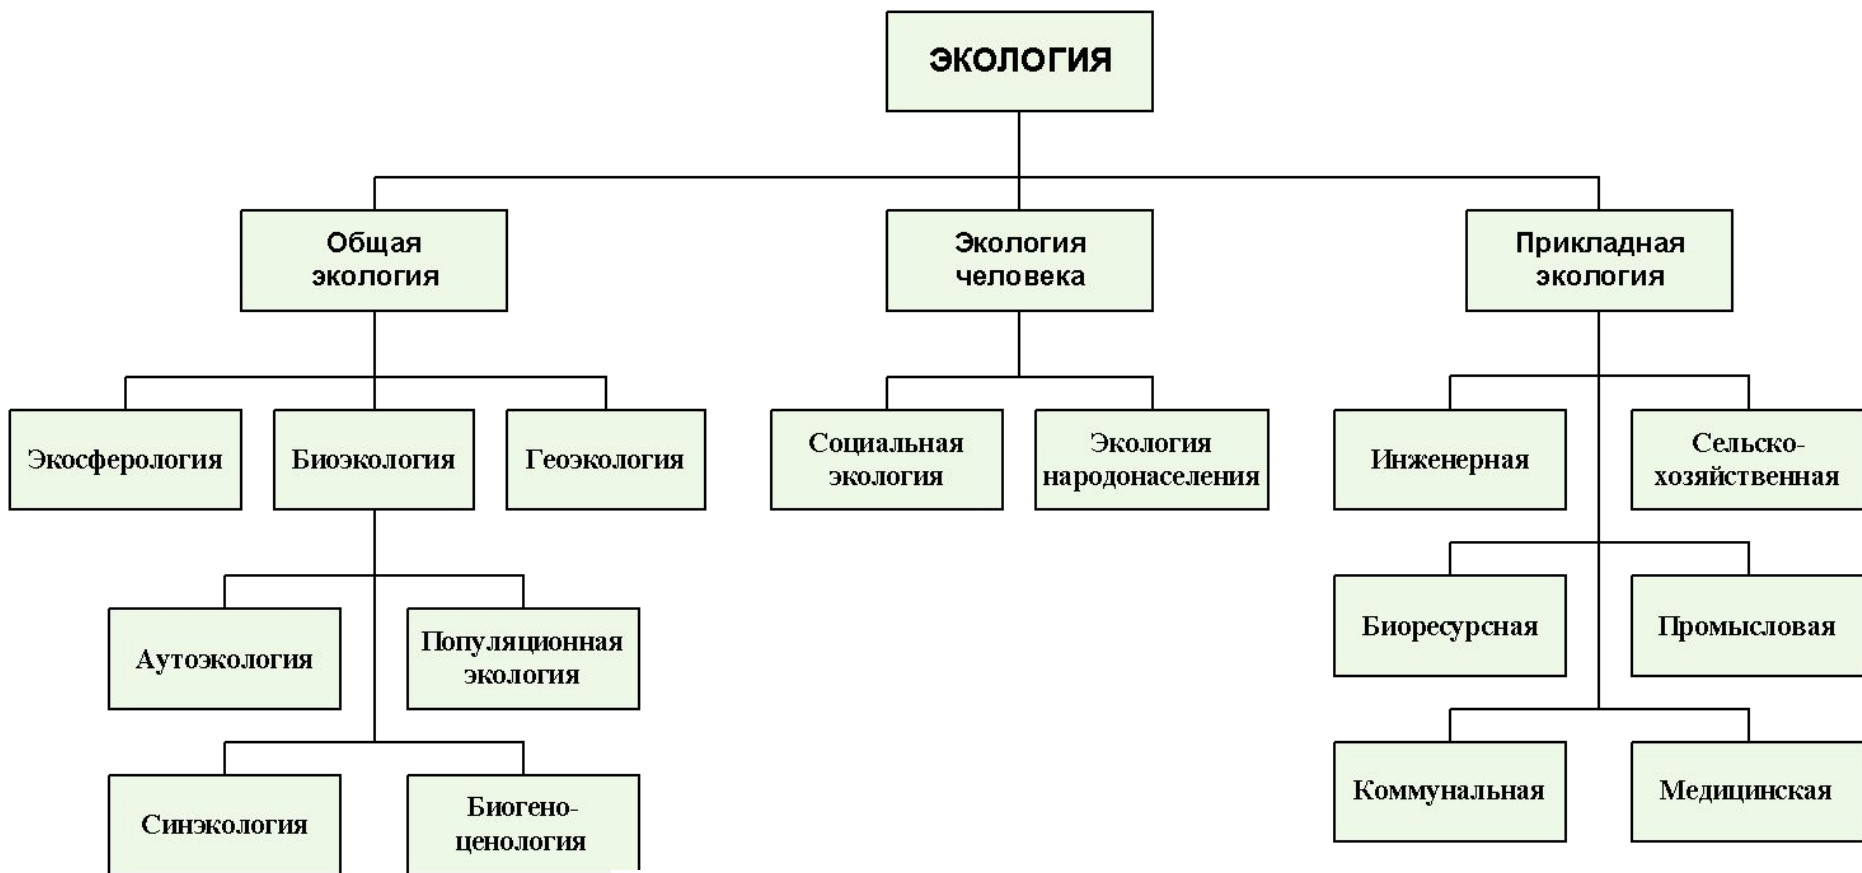 ЭКОЛОГИЯ
Общая
экология
Экология
человека
Прикладная
экология
Экосферология
Биоэкология
Геоэкология
Социальная
экология
Экология
народонаселения
Инженерная
Сельско-
хозяйственная
Аутоэкология
Популяционная
экология
Биоресурсная
Промысловая
Синэкология
Биогено-
ценология
Коммунальная
Медицинская